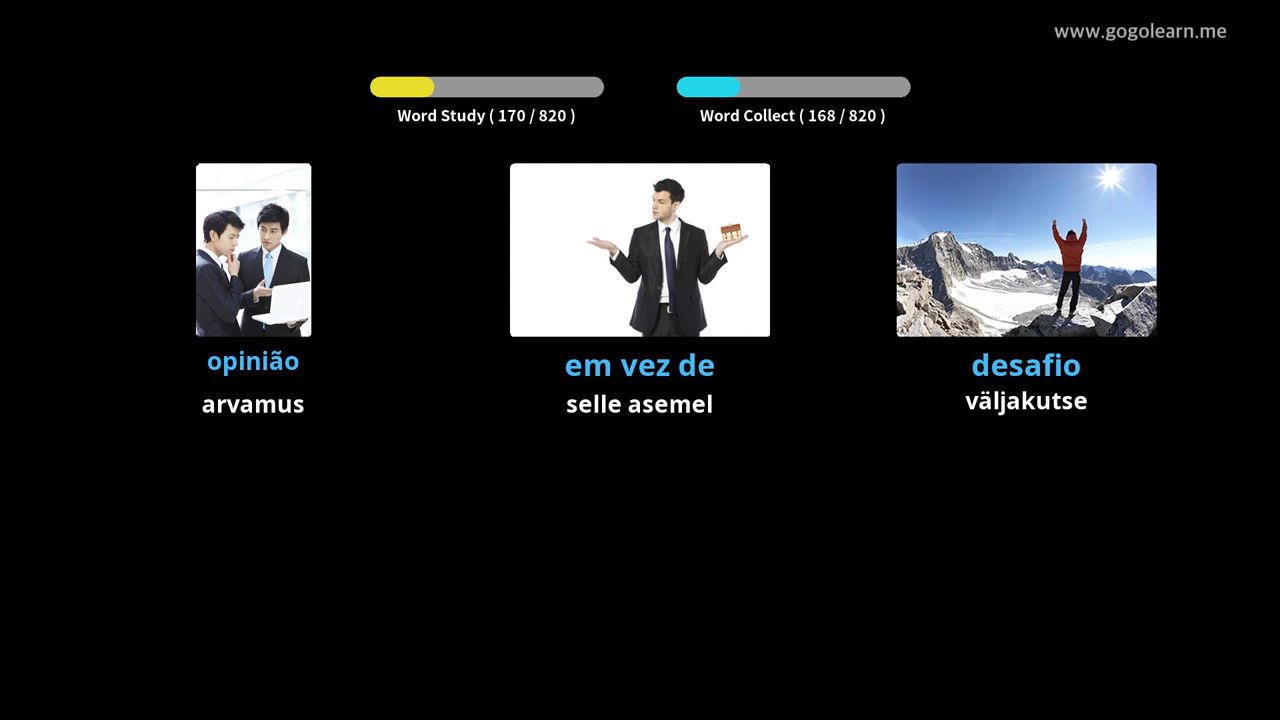 www.gogolearn.me
Word Study ( 170 / 820 )
Word Collect ( 168 / 820 )
opinião
arvamus
em vez de
selle asemel
desafio
väljakutse